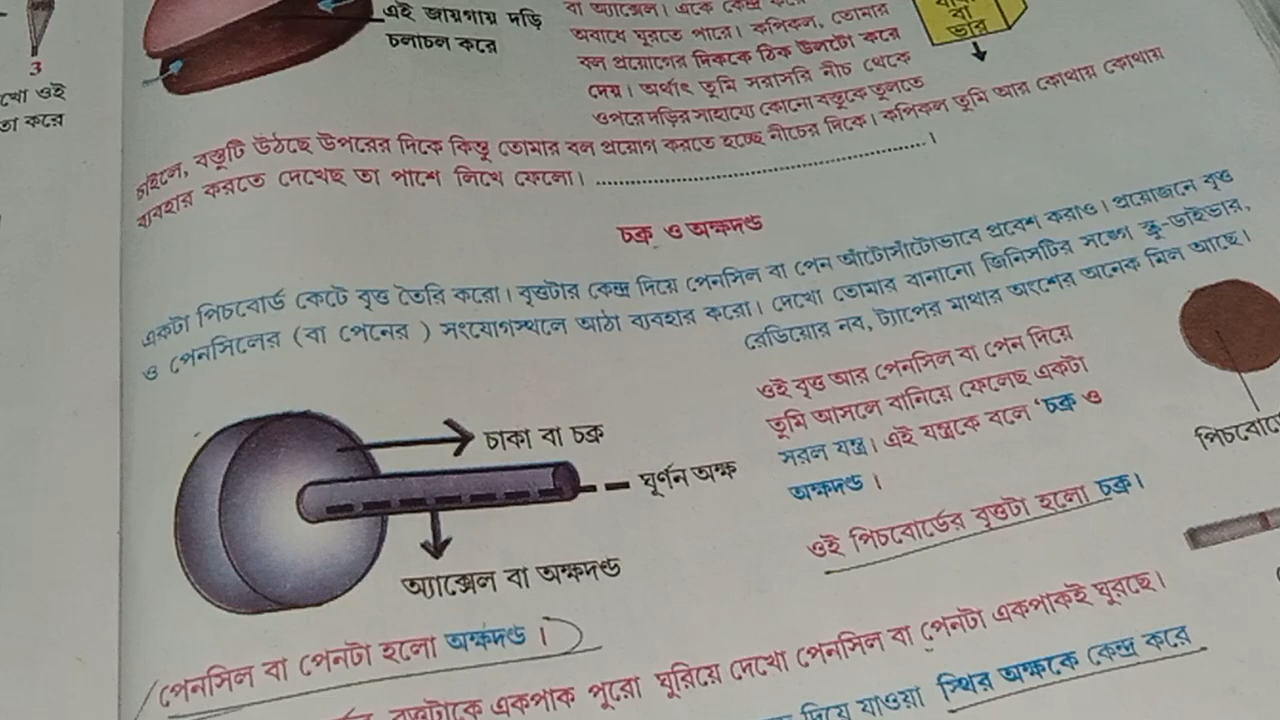 3
এই জায়গায় দড়ি
চলাচল করে
খো ওই
তা করে
বা অ্যাক্সেল। একে কেন্দ্র করে
অবাধে ঘুরতে পারে। কপিকল, তোমার
বল প্রয়োগের দিককে ঠিক উলটো করে
দেয়। অর্থাৎ তুমি সরাসরি নীচ থেকে
ওপরে দড়ির সাহায্যে কোনো বস্তুকে তুলতে
বা
ভার
চাইলে, বস্তুটি উঠছে উপরের দিকে কিন্তু তোমার বল প্রয়োগ করতে হচ্ছে নীচের দিকে। কপিকল তুমি আর কোথায় কোথায়
ব্যবহার করতে দেখেছ তা পাশে লিখে ফেলো। ........................................।
চক্র ও অক্ষদণ্ড
একটা পিচবোর্ড কেটে বৃত্ত তৈরি করো। বৃত্তটার কেন্দ্র দিয়ে পেনসিল বা পেন আঁটোসাঁটোভাবে প্রবেশ করাও। প্রয়োজনে বৃত্ত
ও পেনসিলের (বা পেনের ) সংযোগস্থলে আঠা ব্যবহার করো। দেখো তোমার বানানো জিনিসটির সঙ্গে স্ক্রু-ডাইভার,
রেডিয়োর নব, ট্যাপের মাথার অংশের অনেক মিল আছে।
ওই বৃত্ত আর পেনসিল বা পেন দিয়ে
তুমি আসলে বানিয়ে ফেলেছ একটা
সরল যন্ত্র। এই যন্ত্রকে বলে 'চক্র ও
অক্ষদণ্ড ।
চাকা বা চক্র
ঘূর্ণন অক্ষ
অ্যাক্সেল বা অক্ষদণ্ড
পিচবোর্ডে
ওই পিচবোর্ডের বৃত্তটা হলো চক্র।
পেনসিল বা পেনটা হলো অক্ষদণ্ড ।
বৃত্তটাকে একপাক পুরো ঘুরিয়ে দেখো পেনসিল বা পেনটা একপাকই ঘুরছে।
দিয়ে যাওয়া স্থির অক্ষকে কেন্দ্র করে